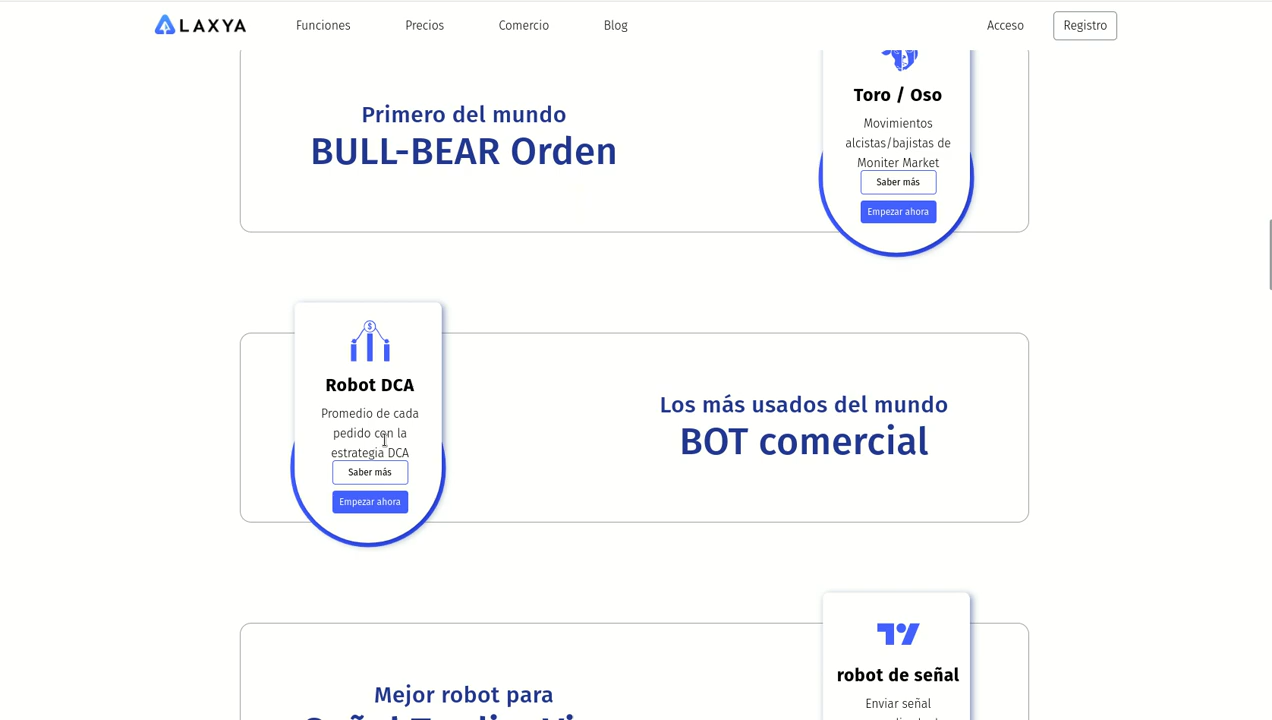 LAXYA
Funciones
Precios
Comercio
Blog
Acceso
Registro
Primero del mundo
BULL-BEAR Orden
Toro / Oso
Movimientos
alcistas/bajistas de
Moniter Market
Saber más
Empezar ahora
Robot DCA
Promedio de cada
pedido con la
estrategia DCA
Saber más
Empezar ahora
Los más usados del mundo
BOT comercial
Mejor robot para
robot de señal
Enviar señal